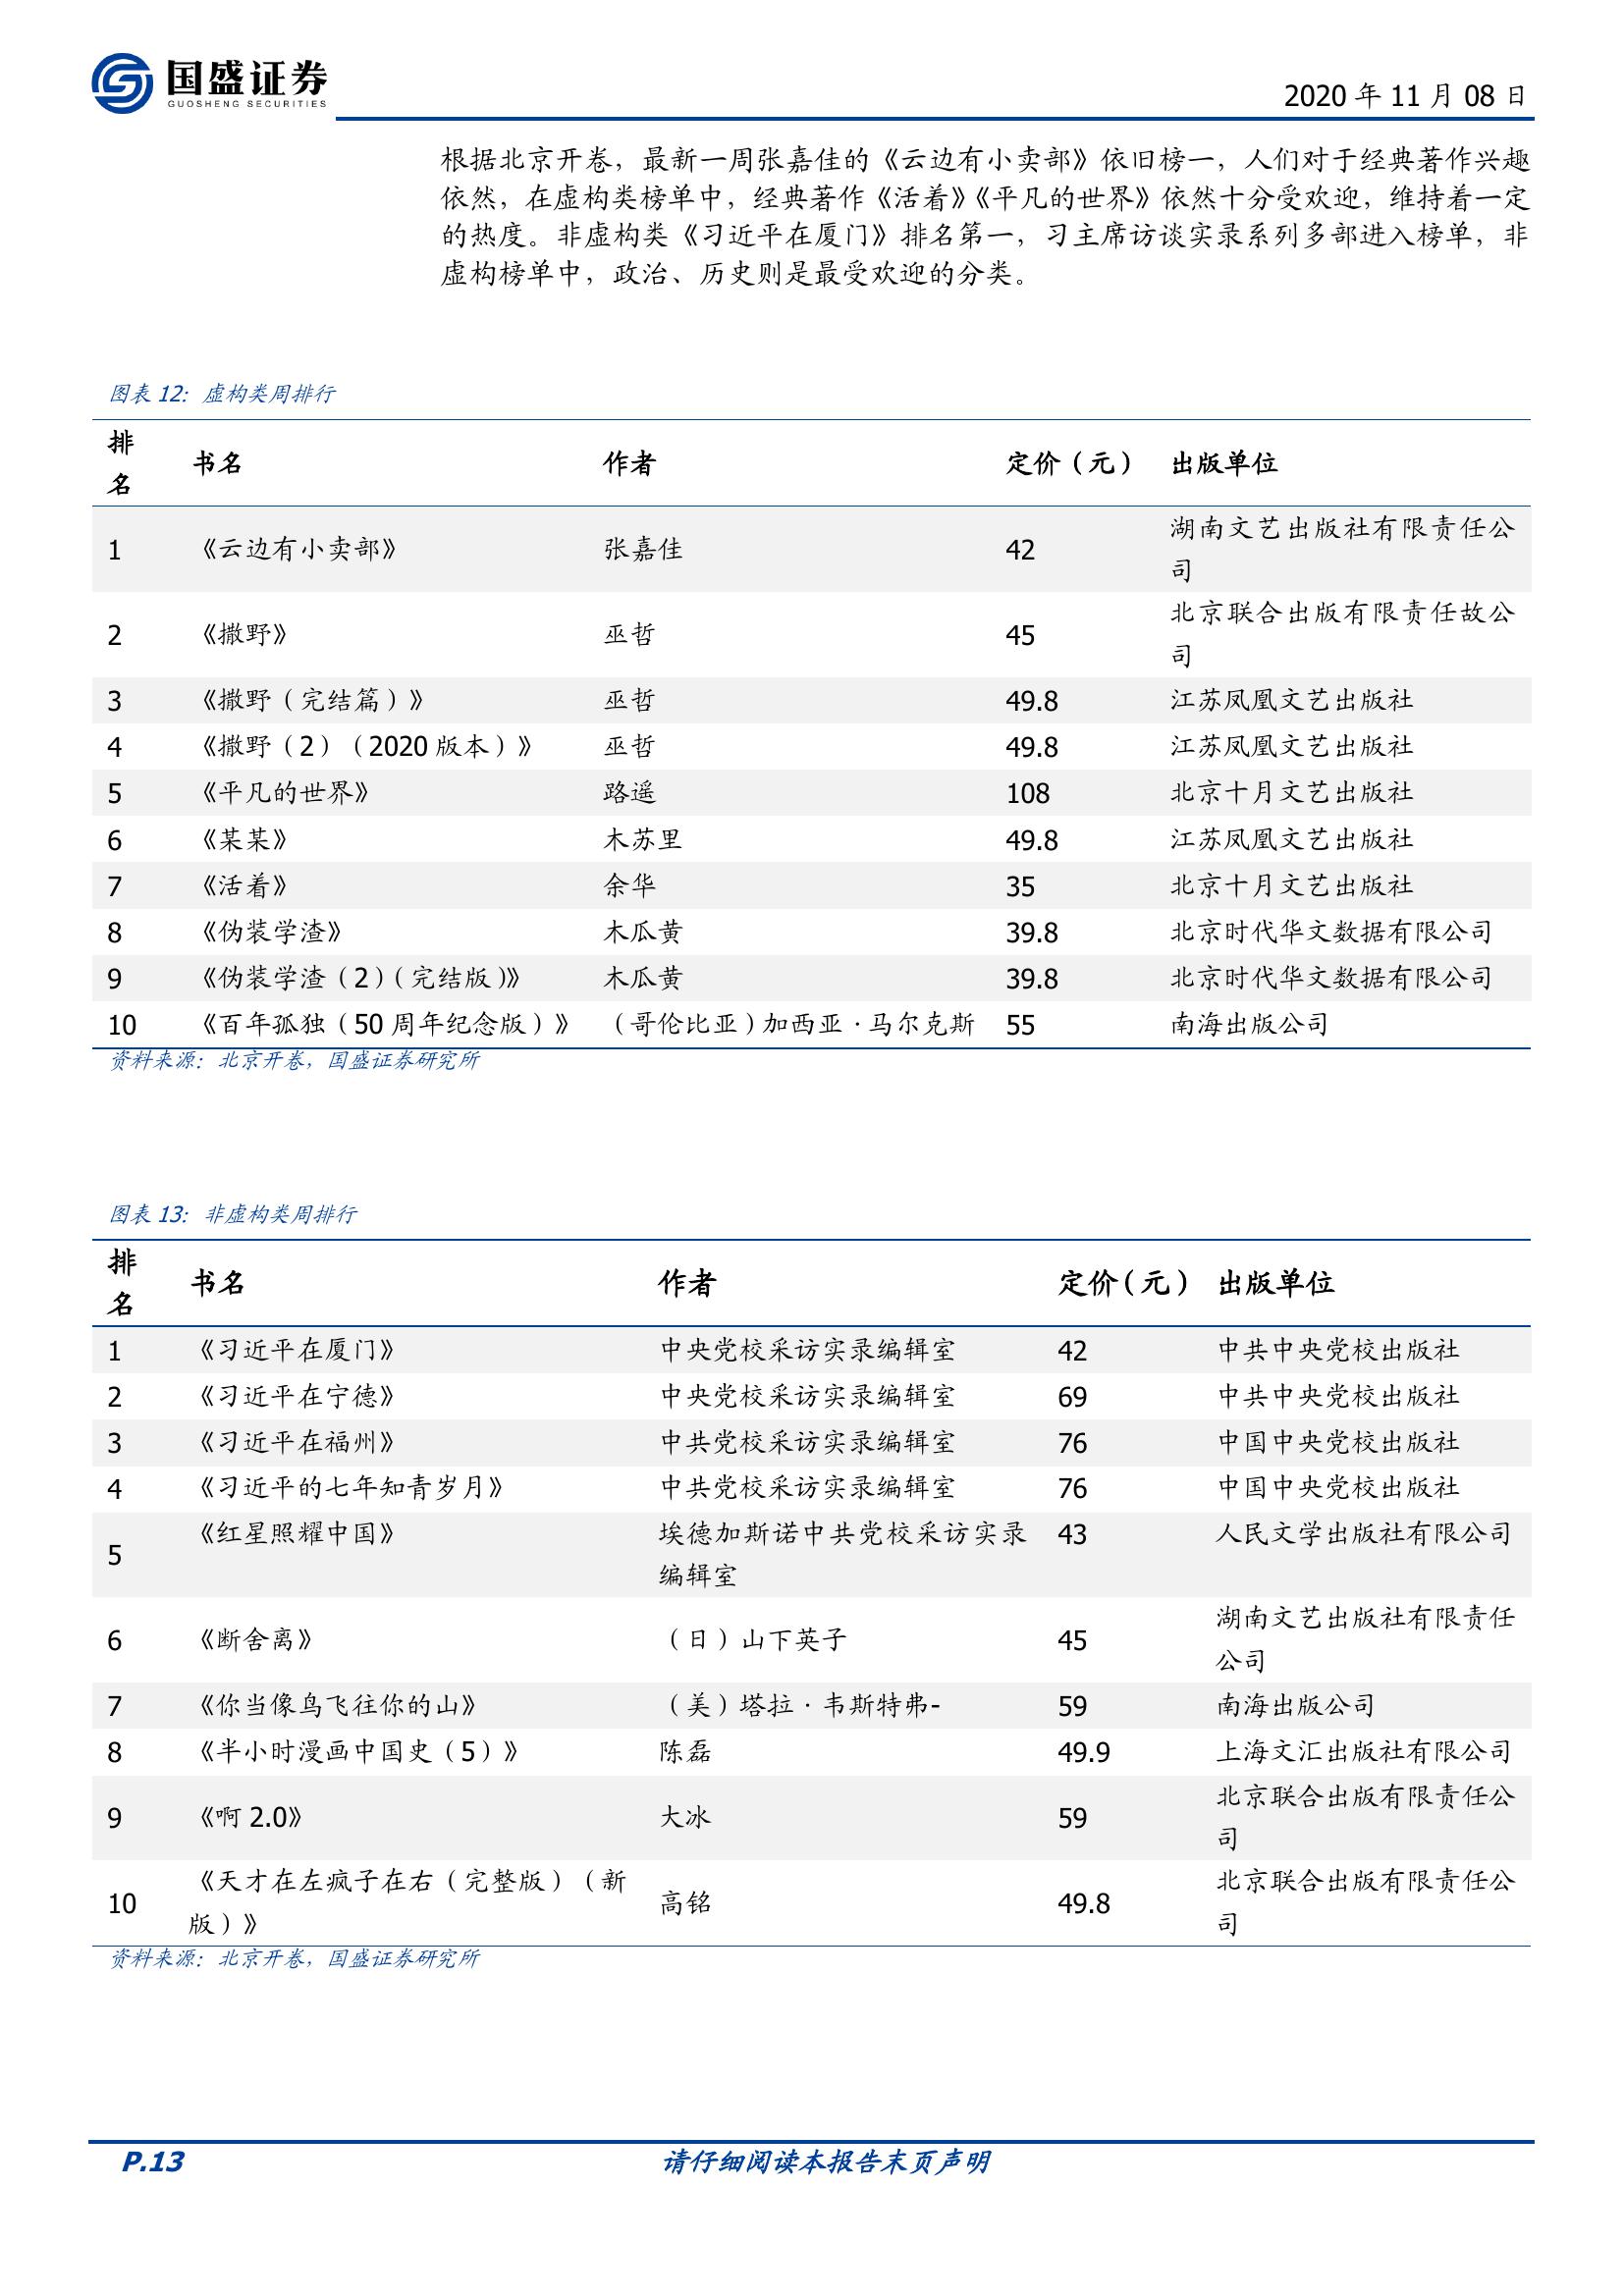 国盛证券
GUOSHENG SECURITIES
2020 年 11 月 08 日
根据北京开卷，最新一周张嘉佳的《云边有小卖部》依旧榜一，人们对于经典著作兴趣
依然，在虚构类榜单中，经典著作《活着》《平凡的世界》依然十分受欢迎，维持着一定
的热度。非虚构类《习近平在厦门》排名第一，习主席访谈实录系列多部进入榜单，非
虚构榜单中，政治、历史则是最受欢迎的分类。
图表 12：虚构类周排行
排
名 书名 作者 定价（元） 出版单位
1 《云边有小卖部》 张嘉佳 42 湖南文艺出版社有限责任公
司
2 《撒野》 巫哲 45 北京联合出版有限责任故公
司
3 《撒野（完结篇）》 巫哲 49.8 江苏凤凰文艺出版社
4 《撒野（2）（2020 版本）》 巫哲 49.8 江苏凤凰文艺出版社
5 《平凡的世界》 路遥 108 北京十月文艺出版社
6 《某某》 木苏里 49.8 江苏凤凰文艺出版社
7 《活着》 余华 35 北京十月文艺出版社
8 《伪装学渣》 木瓜黄 39.8 北京时代华文数据有限公司
9 《伪装学渣（2）（完结版）》 木瓜黄 39.8 北京时代华文数据有限公司
10 《百年孤独（50 周年纪念版）》 （哥伦比亚）加西亚·马尔克斯 55 南海出版公司
资料来源：北京开卷，国盛证券研究所
图表 13：非虚构类周排行
排
名 书名 作者 定价（元） 出版单位
1 《习近平在厦门》 中央党校采访实录编辑室 42 中共中央党校出版社
2 《习近平在宁德》 中央党校采访实录编辑室 69 中共中央党校出版社
3 《习近平在福州》 中共党校采访实录编辑室 76 中国中央党校出版社
4 《习近平的七年知青岁月》 中共党校采访实录编辑室 76 中国中央党校出版社
5 《红星照耀中国》 埃德加斯诺中共党校采访实录 43 人民文学出版社有限公司
编辑室
6 《断舍离》 （日）山下英子 45 湖南文艺出版社有限责任
公司
7 《你当像鸟飞往你的山》 （美）塔拉·韦斯特弗- 59 南海出版公司
8 《半小时漫画中国史（5）》 陈磊 49.9 上海文汇出版社有限公司
9 《啊 2.0》 大冰 59 北京联合出版有限责任公
司
10 《天才在左疯子在右（完整版）（新 高铭 49.8 北京联合出版有限责任公
版）》 司
资料来源：北京开卷，国盛证券研究所
P.13 请仔细阅读本报告末页声明